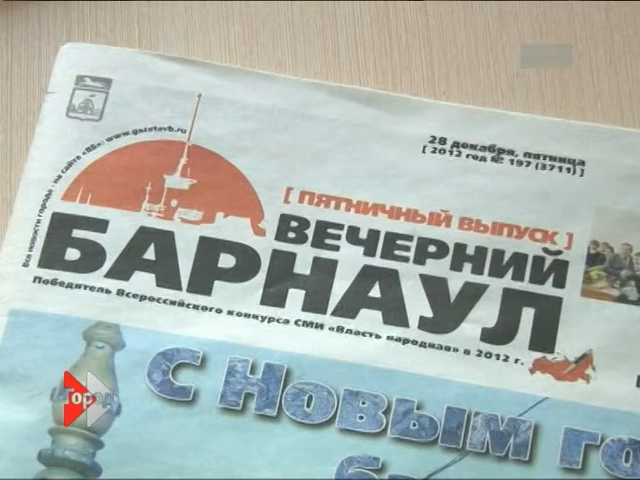 Все новости города - на сайте «ВБ»: www.gazetavb.ru
28 декабря, пятница
[ 2012 год № 197 (3711) ]
[ ПЯТНИЧНЫЙ ВЫПУСК ]
ВЕЧЕРНИЙ
БАРНАУЛ
Победитель Всероссийского конкурса СМИ «Власть народная» в 2012 г.
С Новым го
Город